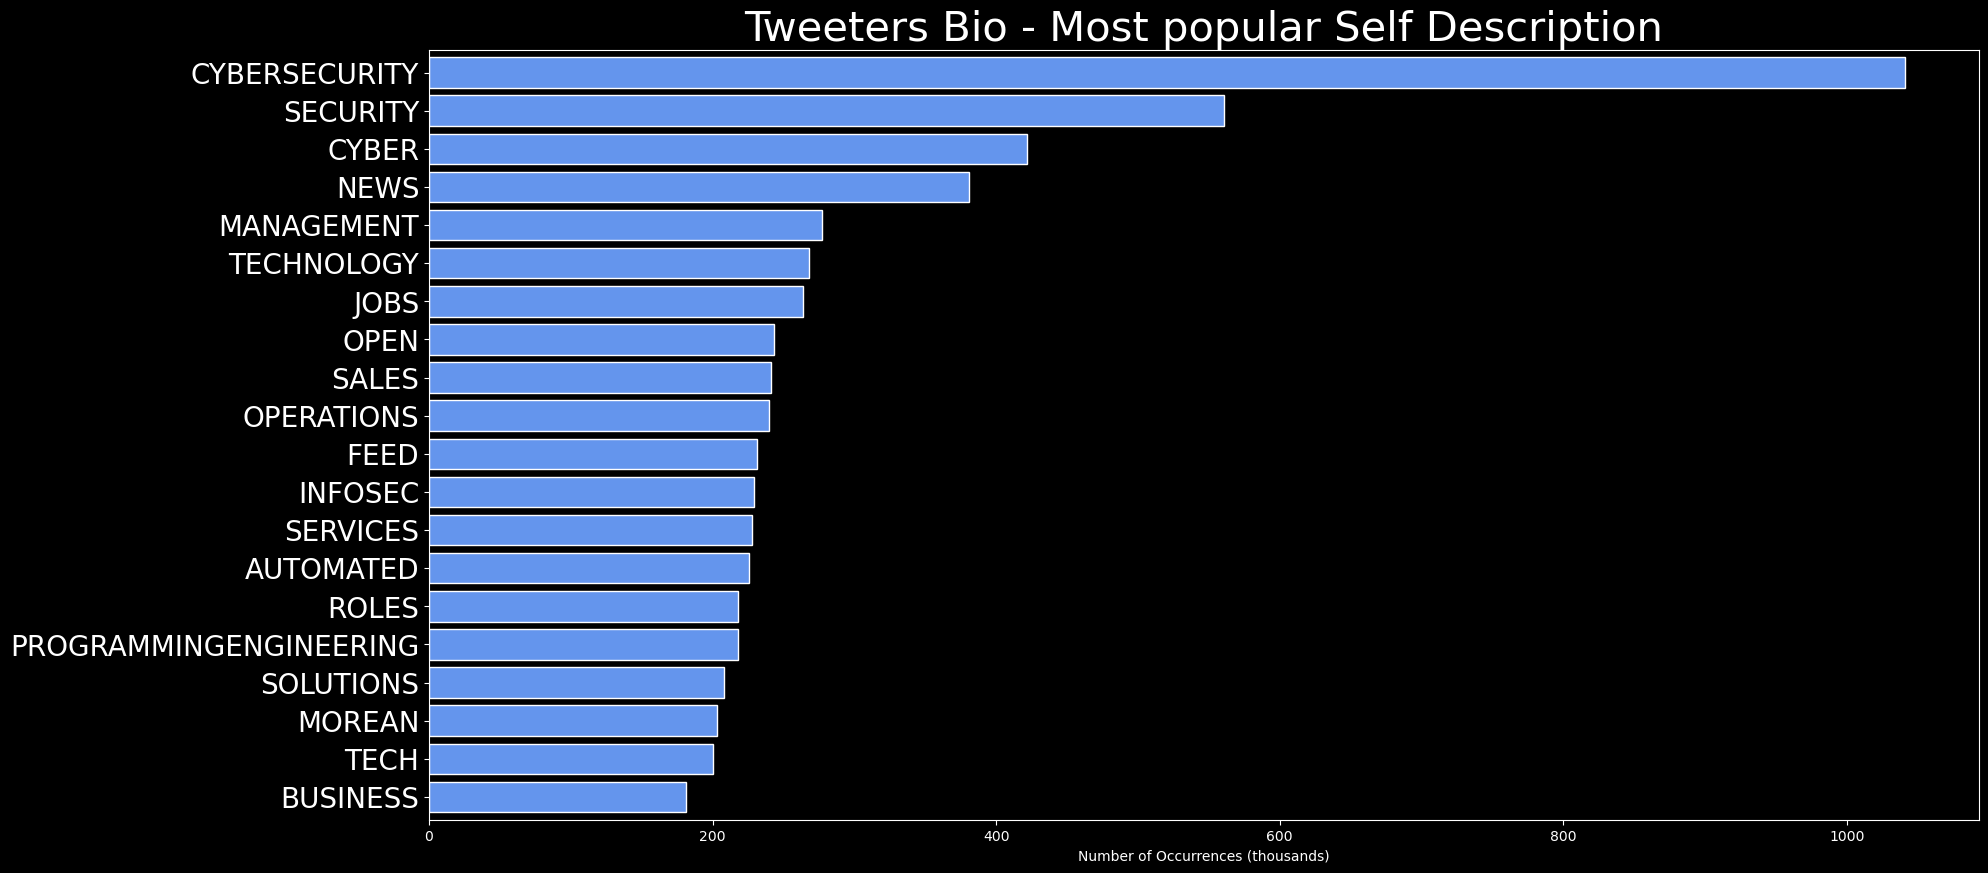 Tweeters Bio - Most popular Self Description
CYBERSECURITY
SECURITY
CYBER
NEWS
MANAGEMENT
TECHNOLOGY
JOBS
OPEN
SALES
OPERATIONS
FEED
INFOSEC
SERVICES
AUTOMATED
ROLES
PROGRAMMINGENGINEERING
SOLUTIONS
MOREAN
TECH
BUSINESS
0 200 400 600 800 1000
Number of Occurrences (thousands)